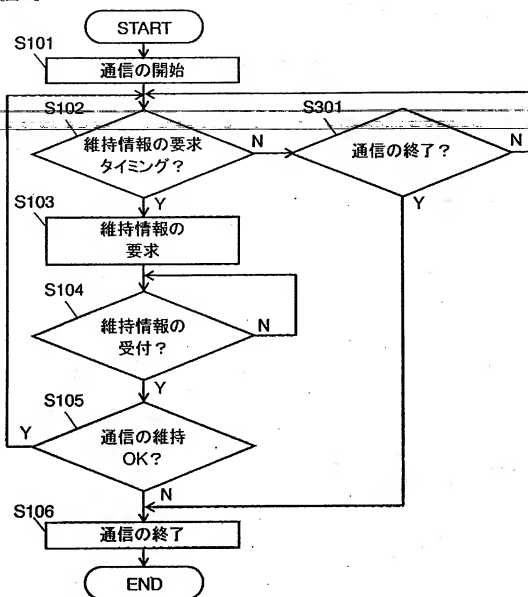 START
S101
通信の開始
S102
維持情報の要求
タイミング?
N
Y
S301
通信の終了?
N
Y
S103
維持情報の
要求
S104
維持情報の
受付?
N
Y
S105
通信の維持
OK?
Y
N
S106
通信の終了
END